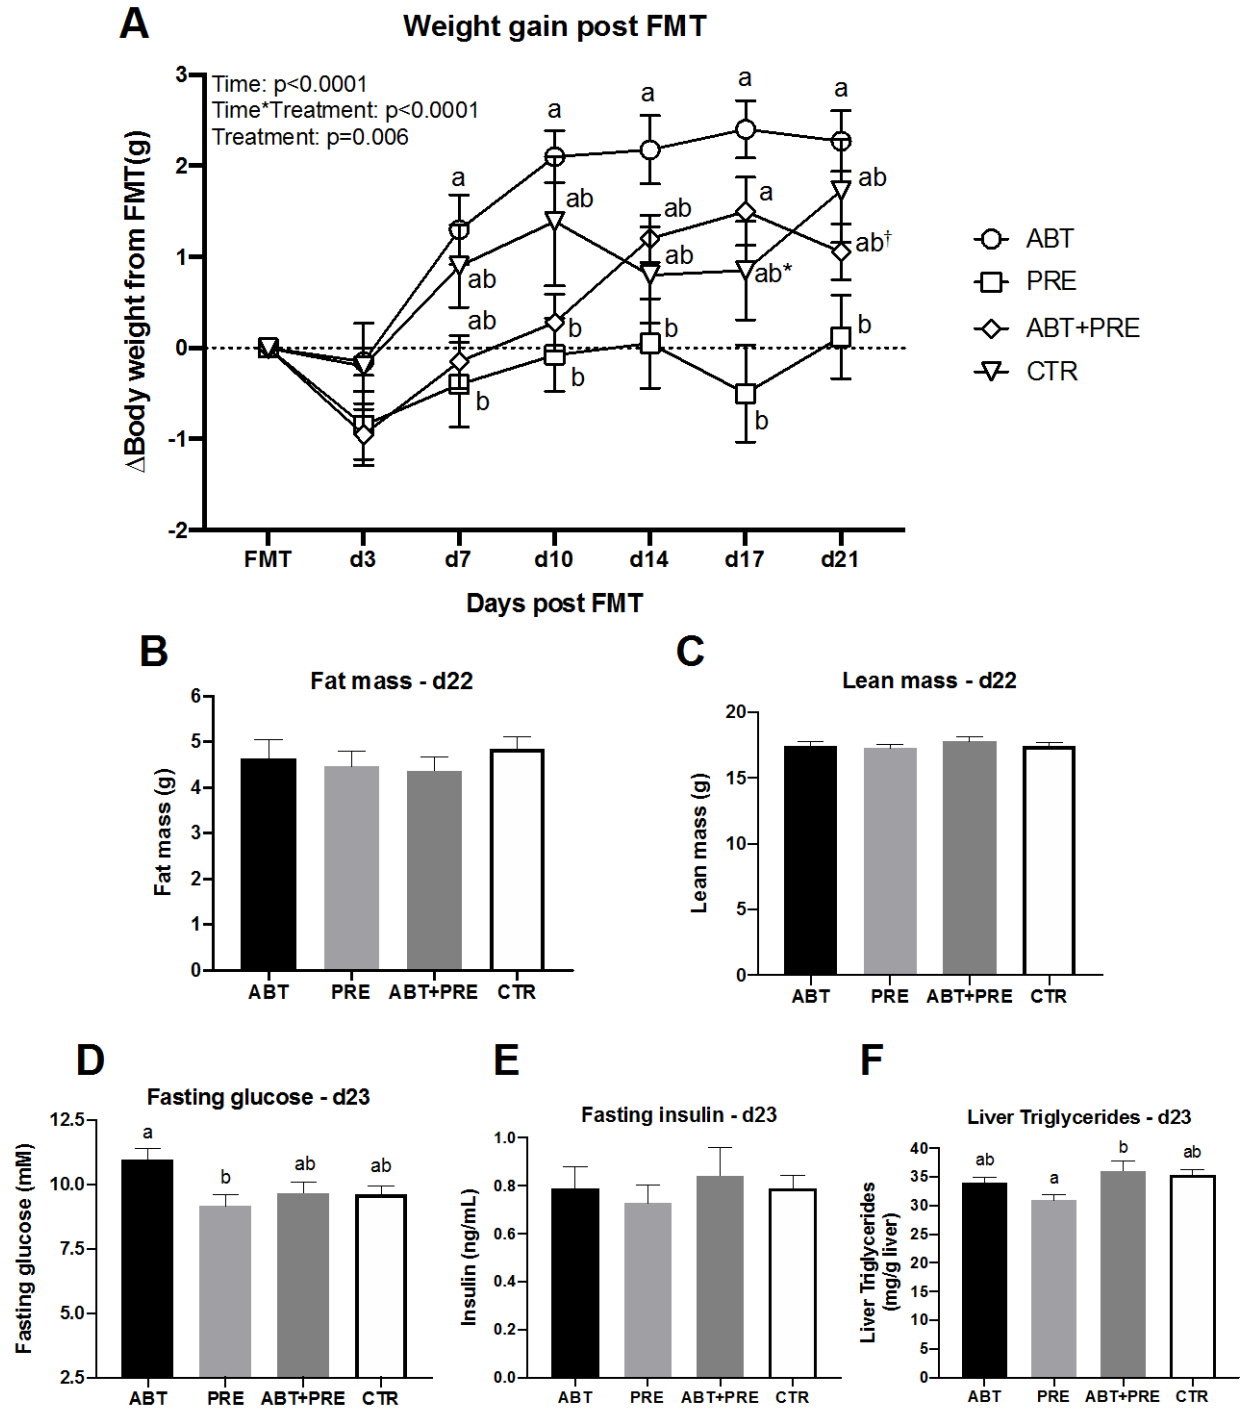 A
Weight gain post FMT
Time: p<0.0001
Time*Treatment: p<0.0001
Treatment: p=0.006
ΔBody weight from FMT(g)
3
2
1
0
-1
-2
a
a
a
a
a
ab
ab
a
ab
ab
ab
ab*
ab†
ab
b
b
b
b
b
b
FMT d3 d7 d10 d14 d17 d21
Days post FMT
ABT
PRE
ABT+PRE
CTR
B
Fat mass - d22
Fat mass (g)
6
5
4
3
2
1
0
ABT PRE ABT+PRE CTR
C
Lean mass - d22
Lean mass (g)
20
15
10
5
0
ABT PRE ABT+PRE CTR
D
Fasting glucose - d23
Fasting glucose (mM)
12.5
10.0
7.5
5.0
2.5
a b ab ab
ABT PRE ABT+PRE CTR
E
Fasting insulin - d23
Insulin (ng/mL)
1.0
0.8
0.6
0.4
0.2
0.0
ABT PRE ABT+PRE CTR
F
Liver Triglycerides - d23
Liver Triglycerides
(mg/g liver)
40
35
30
25
20
15
10
5
0
ab a b ab
ABT PRE ABT+PRE CTR